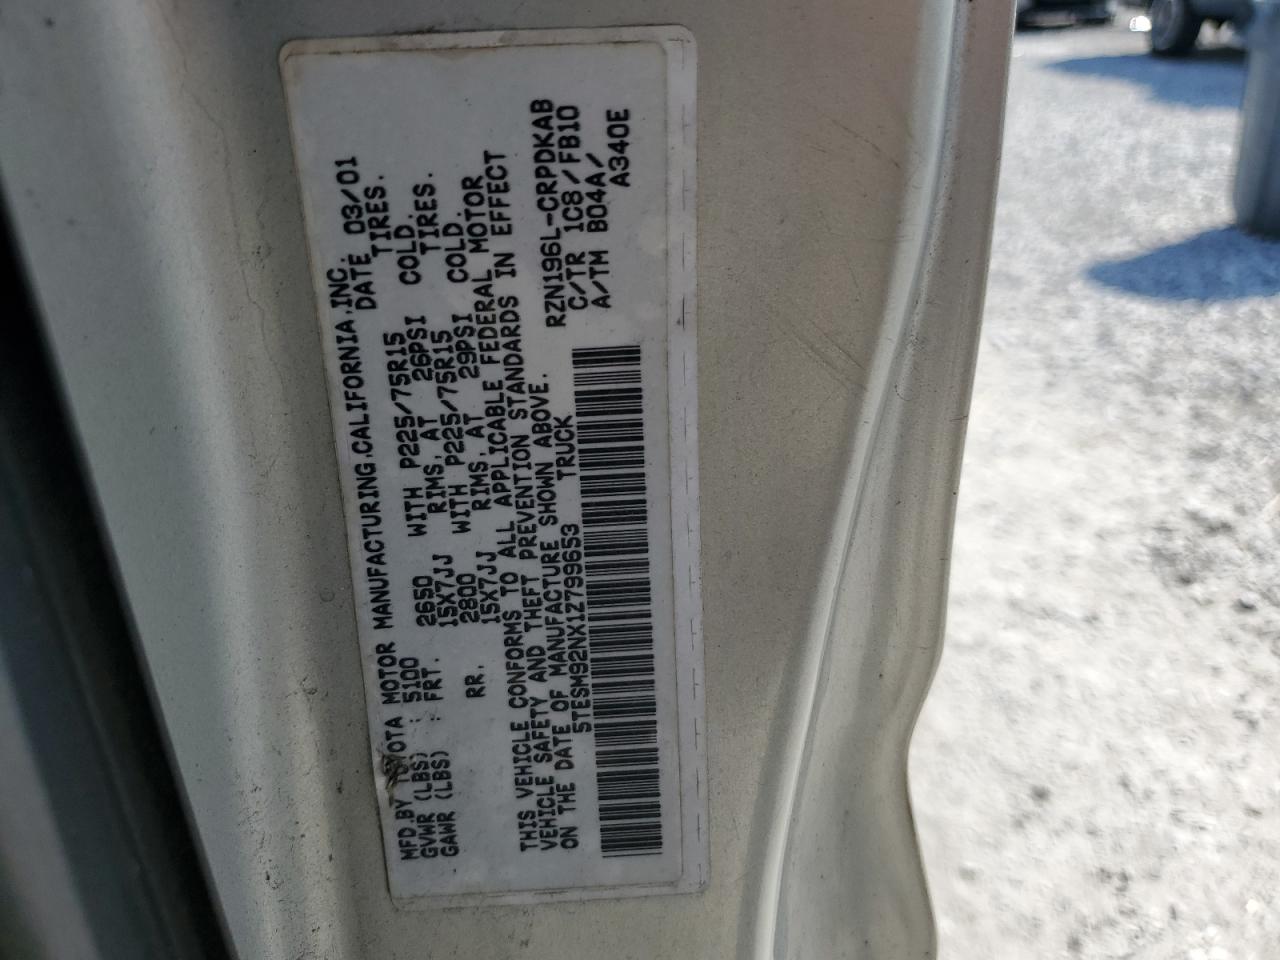 MFD.BY TOYOTA MOTOR MANUFACTURING,CALIFORNIA,INC. 03/01
GVWR (LBS) : 5100 DATE
GAWR (LBS) : FRT. 2650 WITH P225/75R15 TIRES.
15X7JJ RIMS, AT 26PSI COLD.
RR. 2800 WITH P225/75R15 TIRES.
15X7JJ RIMS, AT 29PSI COLD.
THIS VEHICLE CONFORMS TO ALL APPLICABLE FEDERAL MOTOR
VEHICLE SAFETY AND THEFT PREVENTION STANDARDS IN EFFECT
ON THE DATE OF MANUFACTURE SHOWN ABOVE.
5TESM92NX1Z799653 TRUCK
RZN196L-CRPDKAB
C/TR 1C8/FB10
A/TM B04A/
A340E